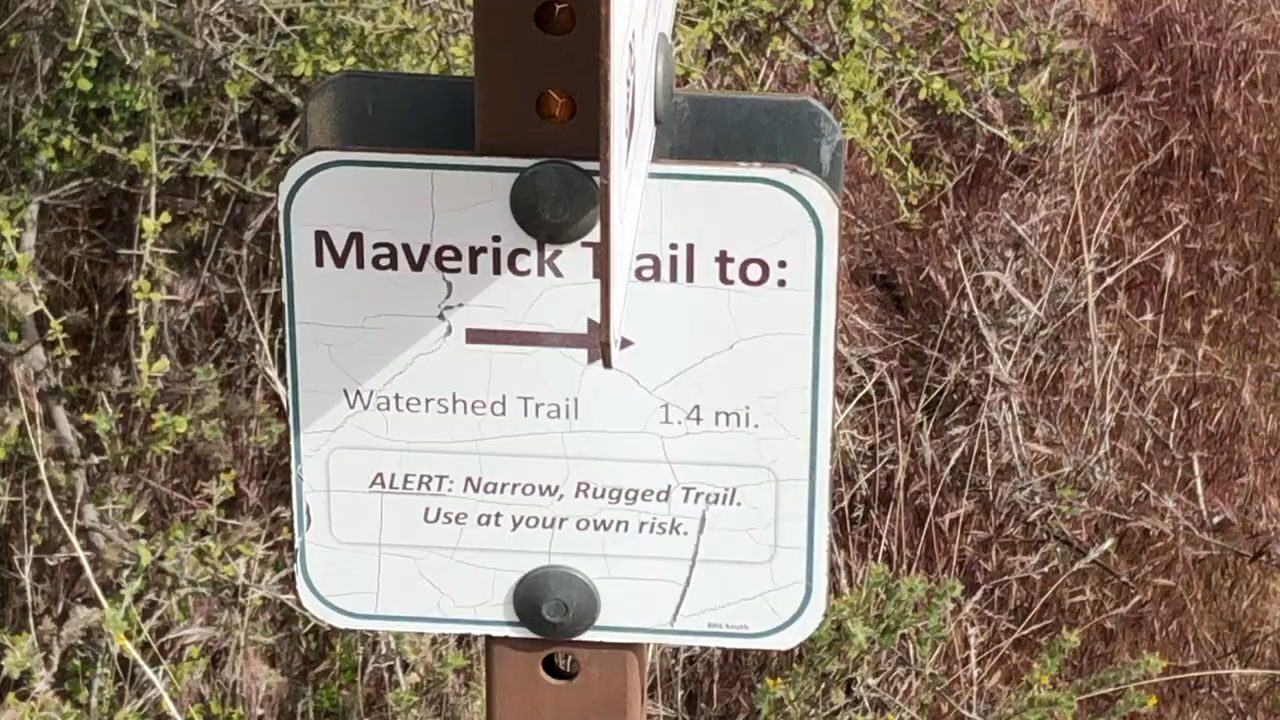 Maverick Trail to:
Watershed Trail 1.4 mi.
ALERT: Narrow, Rugged Trail.
Use at your own risk.